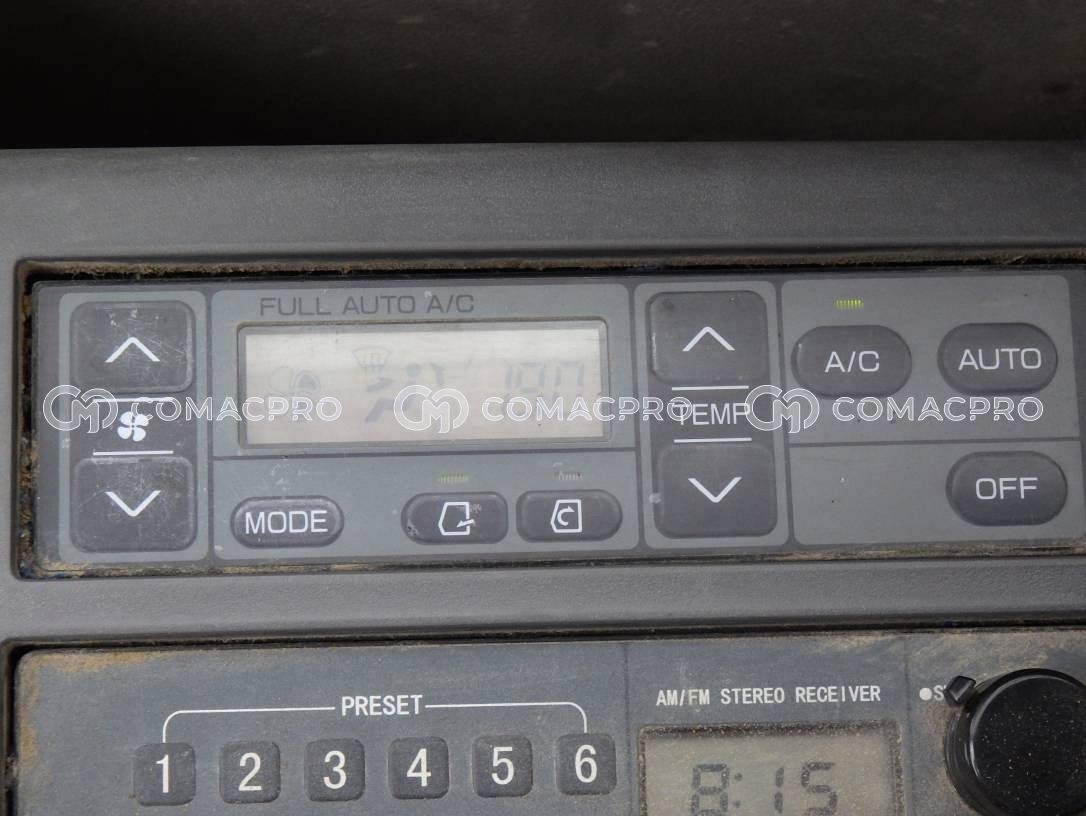 FULL AUTO A/C
A/C
AUTO
COMACPRO
COMACPRO
COMACPRO
TEMP
MODE
OFF
PRESET
AM/FM STEREO RECEIVER
1 2 3 4 5 6
8:15